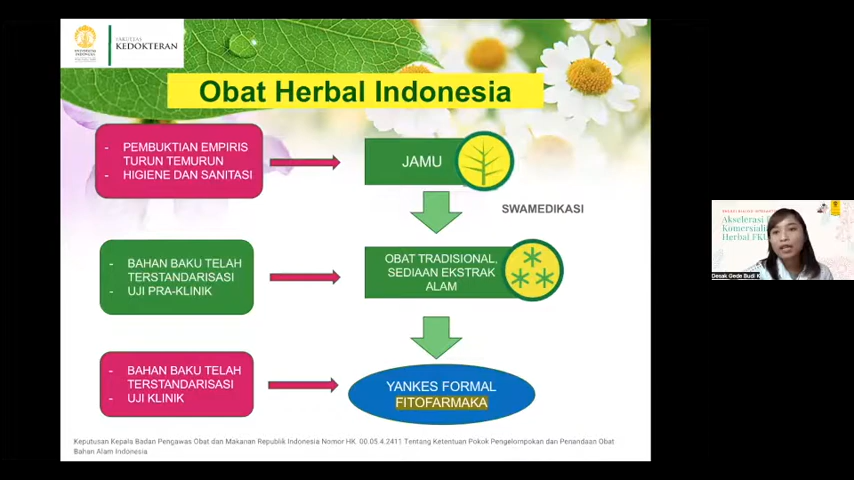 FAKULTAS
KEDOKTERAN
Obat Herbal Indonesia
- PEMBUKTIAN EMPIRIS
TURUN TEMURUN
- HIGIENE DAN SANITASI
JAMU
SWAMEDIKASI
- BAHAN BAKU TELAH
TERSTANDARISASI
- UJI PRA-KLINIK
OBAT TRADISIONAL,
SEDIAAN EKSTRAK
ALAM
- BAHAN BAKU TELAH
TERSTANDARISASI
- UJI KLINIK
YANKES FORMAL
FITOFARMAKA
Keputusan Kepala Badan Pengawas Obat dan Makanan Republik Indonesia Nomor HK. 00.05.4.2411 Tentang Ketentuan Pokok Pengelompokan dan Penandaan Obat
Bahan Alam Indonesia
Akselerasi
Komersial
Herbal FKU
Desak Gede Budi K